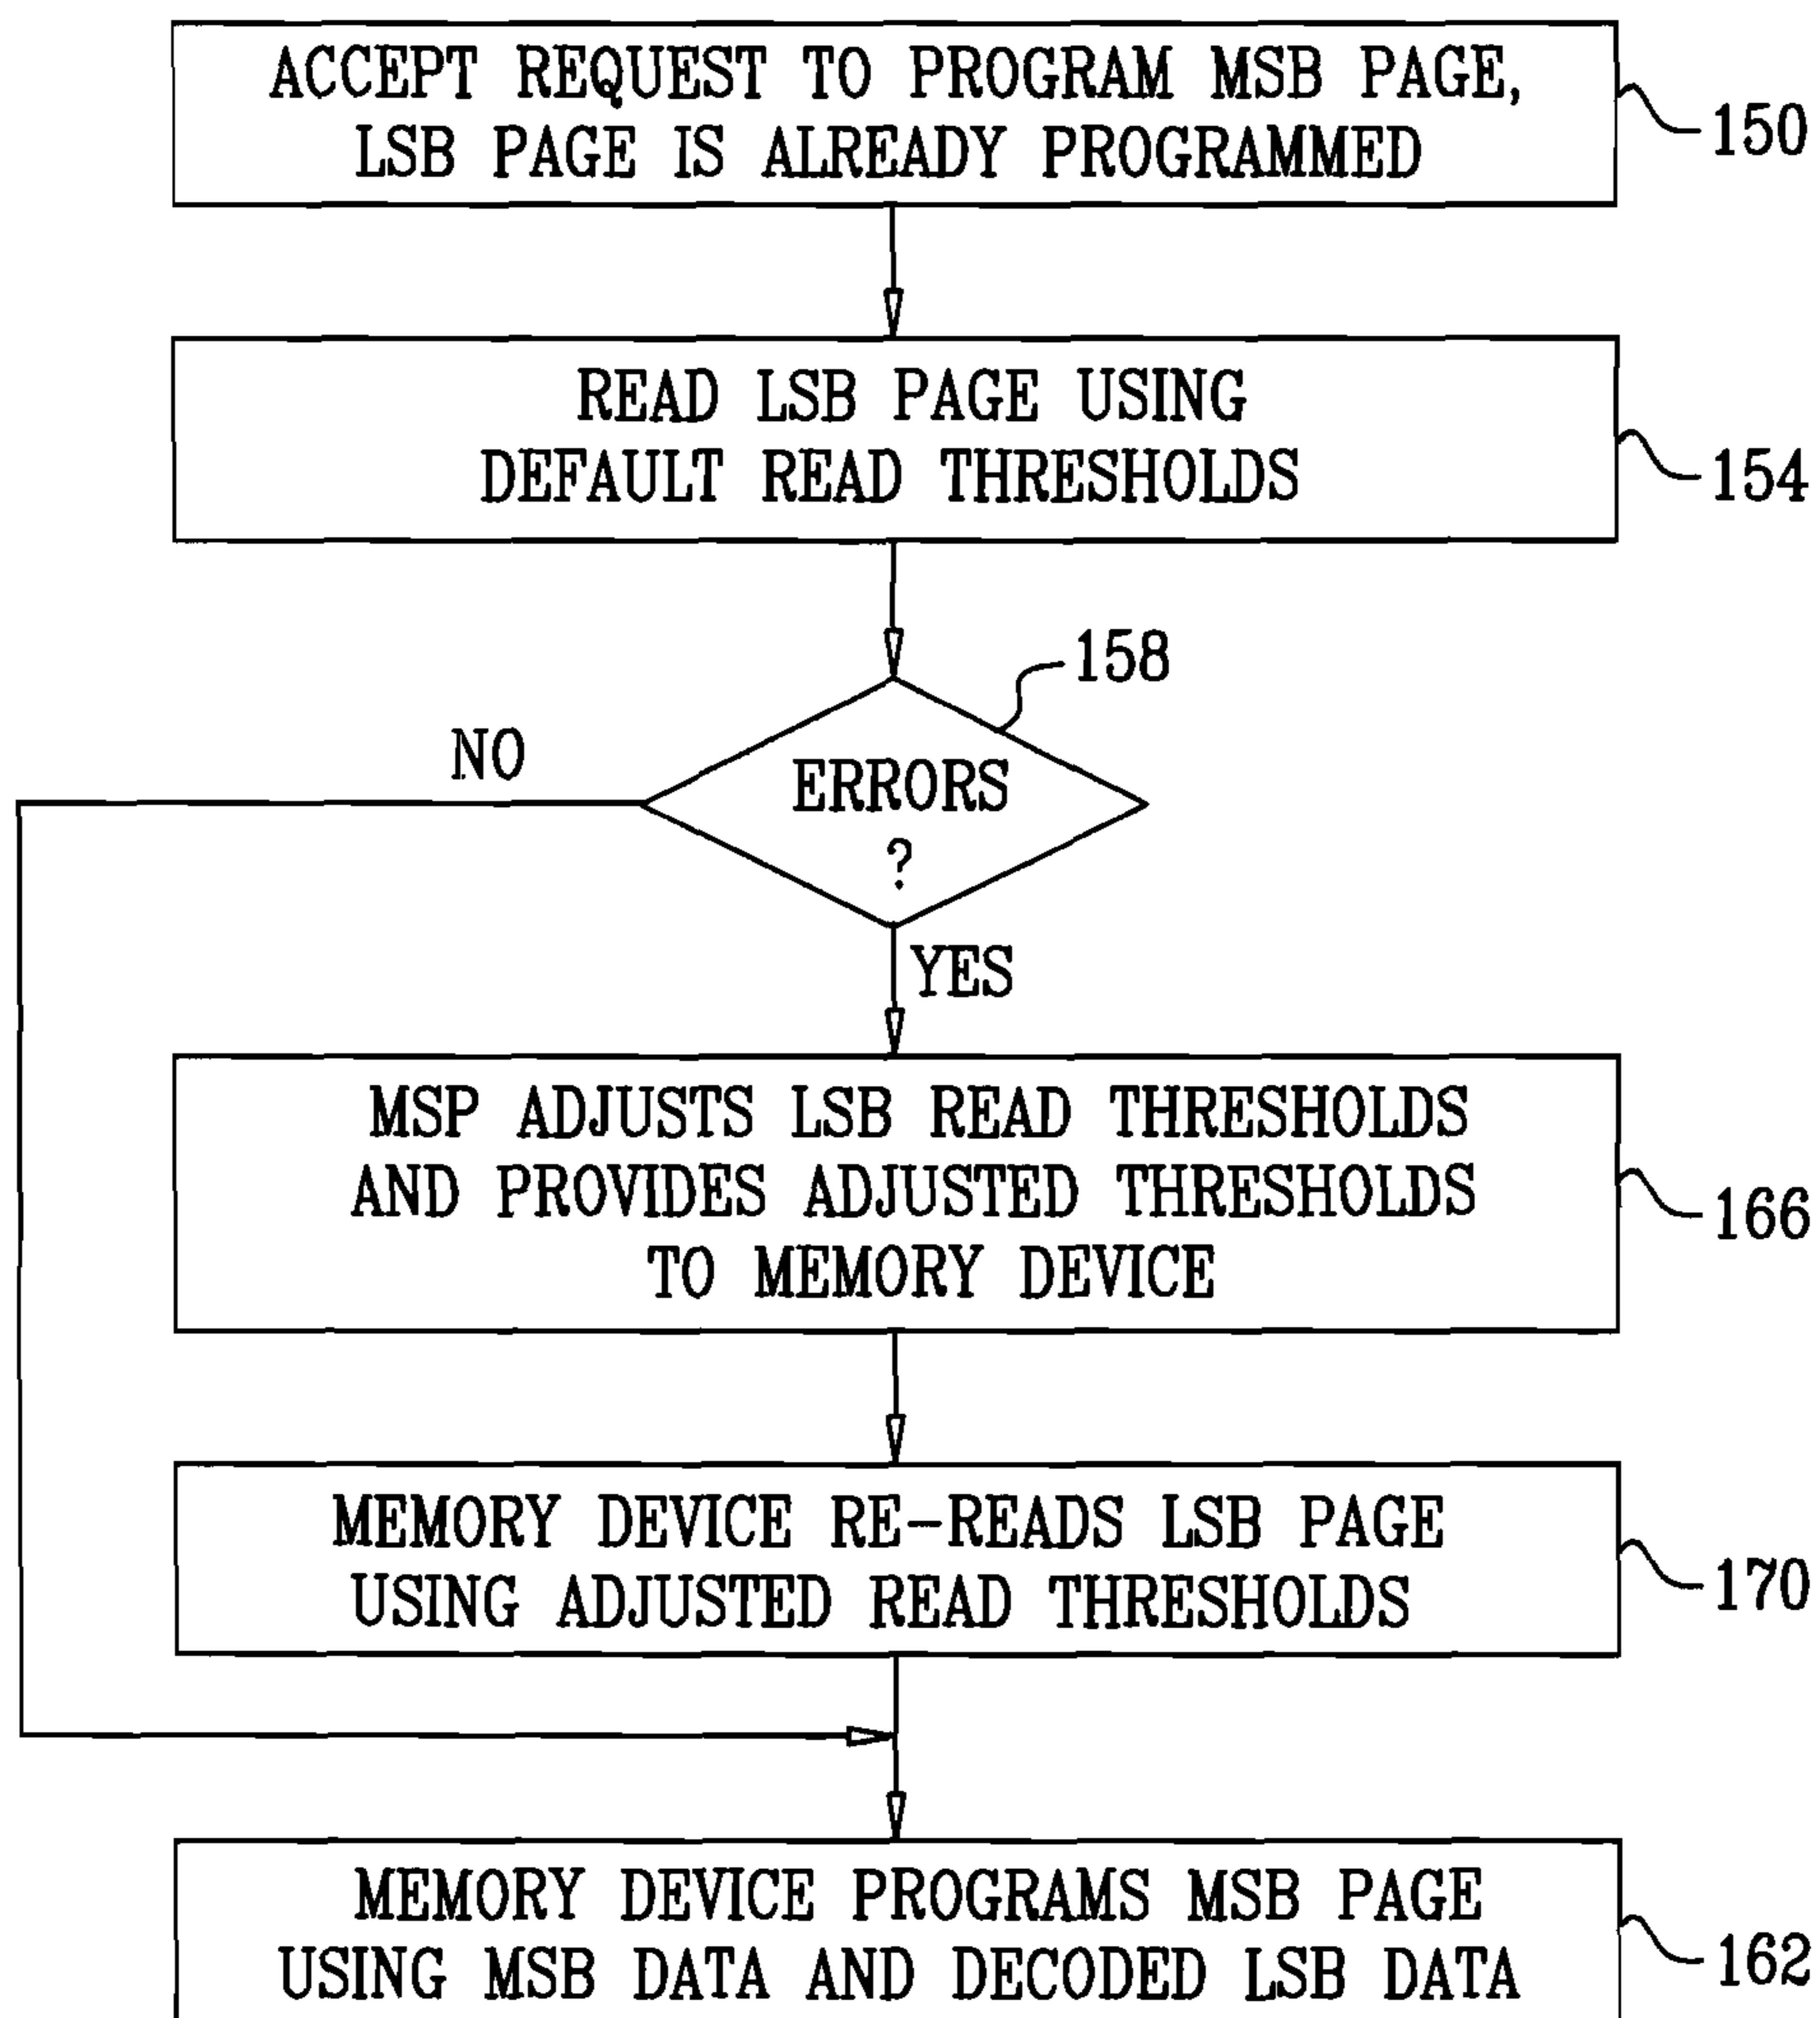 ACCEPT REQUEST TO PROGRAM MSB PAGE,
LSB PAGE IS ALREADY PROGRAMMED
150
READ LSB PAGE USING
DEFAULT READ THRESHOLDS
154
158
NO
ERRORS
?
YES
MSP ADJUSTS LSB READ THRESHOLDS
AND PROVIDES ADJUSTED THRESHOLDS
TO MEMORY DEVICE
166
MEMORY DEVICE RE-READS LSB PAGE
USING ADJUSTED READ THRESHOLDS
170
MEMORY DEVICE PROGRAMS MSB PAGE
USING MSB DATA AND DECODED LSB DATA
162